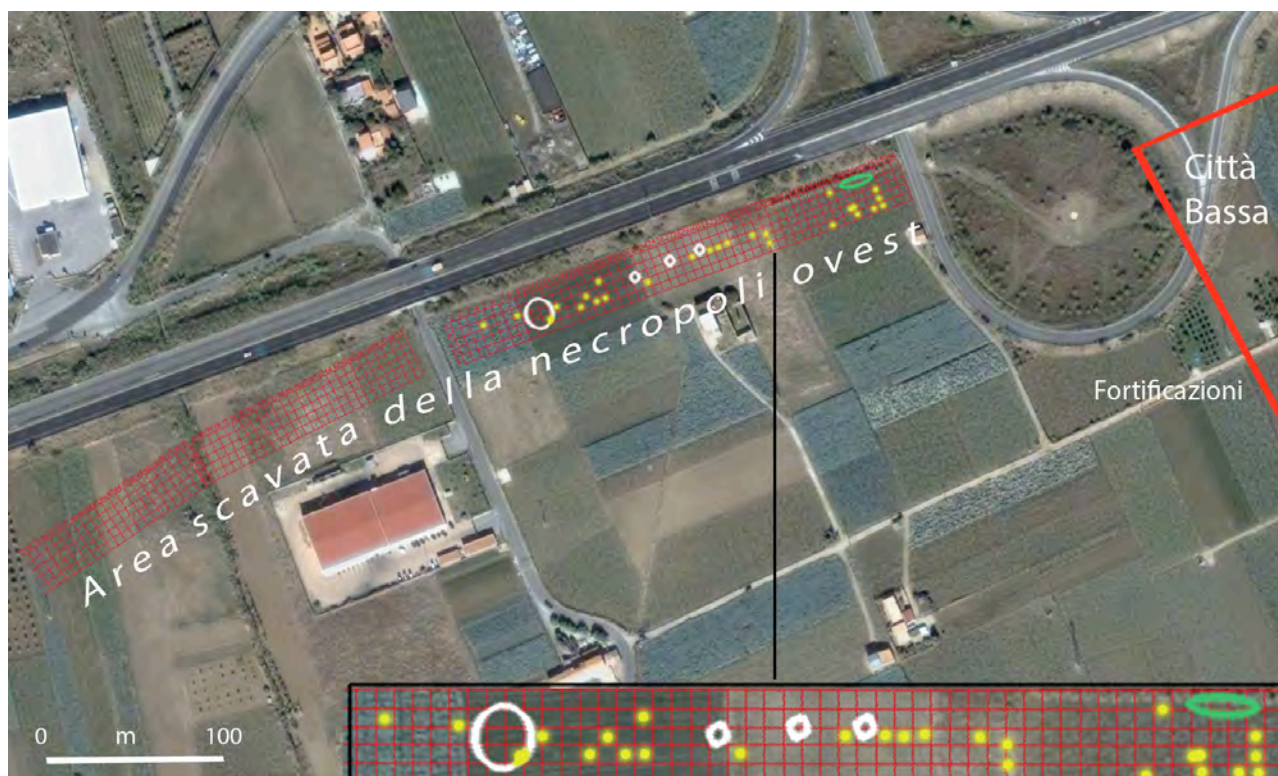 Città
Bassa
Area scavata della necropoli ovest
Fortificazioni
0 m 100